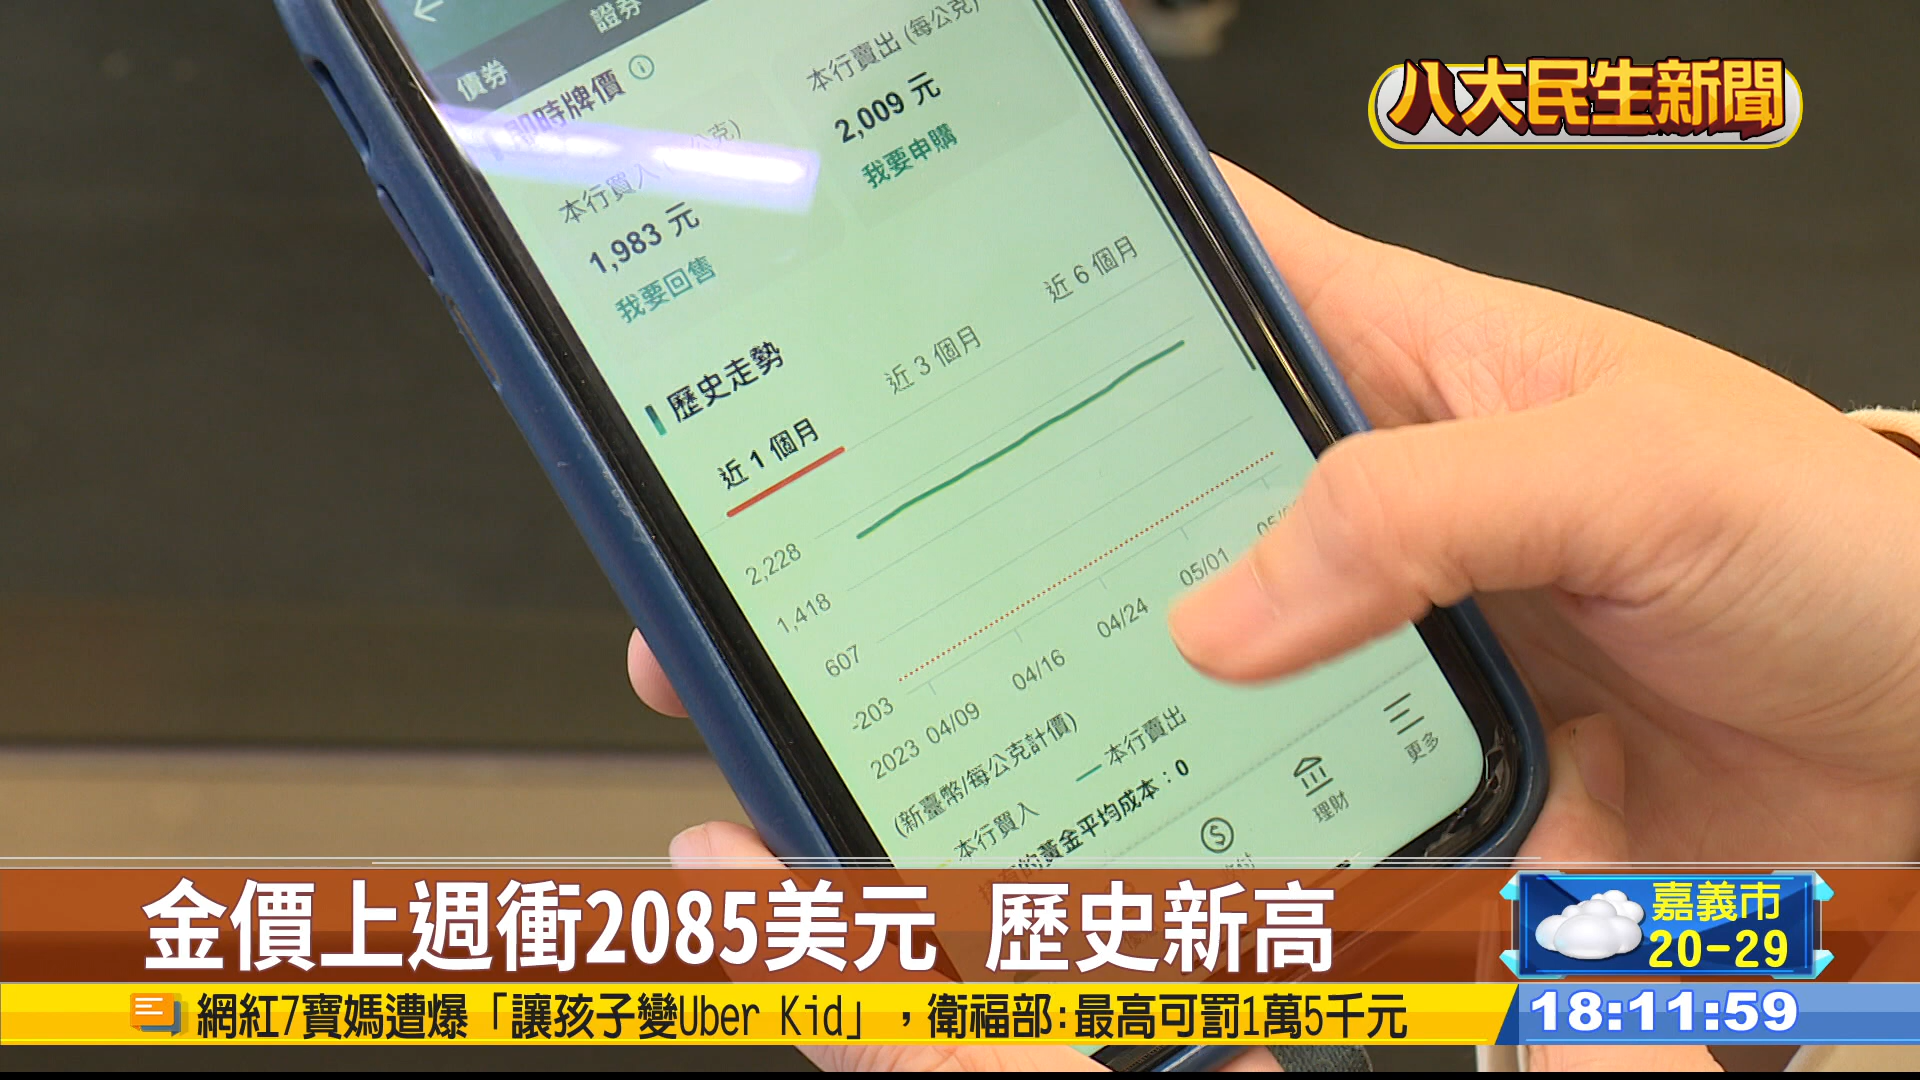 證券
債券
八大民生新聞
即時牌價
本行賣出 (每公克)
2,009 元
我要申購
本行買入
公克)
1,983 元
我要回售
歷史走勢
近 1 個月
近 3 個月
近 6 個月
2,228
1,418
607
-203
2023 04/09
04/16
04/24
05/01
(新臺幣/每公克計價)
本行買入
本行賣出
有的黃金平均成本：0
理財
更多
金價上週衝2085美元 歷史新高
嘉義市
20-29
網紅7寶媽遭爆「讓孩子變Uber Kid」，衛福部:最高可罰1萬5千元
18:11:59